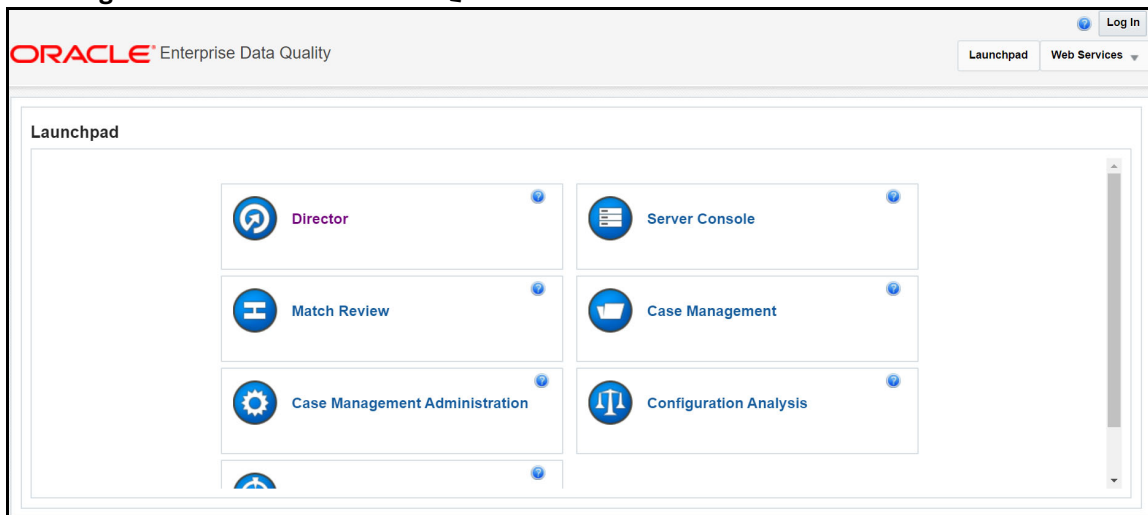 Log In
ORACLE Enterprise Data Quality
Launchpad Web Services
Launchpad
Director
Server Console
Match Review
Case Management
Case Management Administration
Configuration Analysis